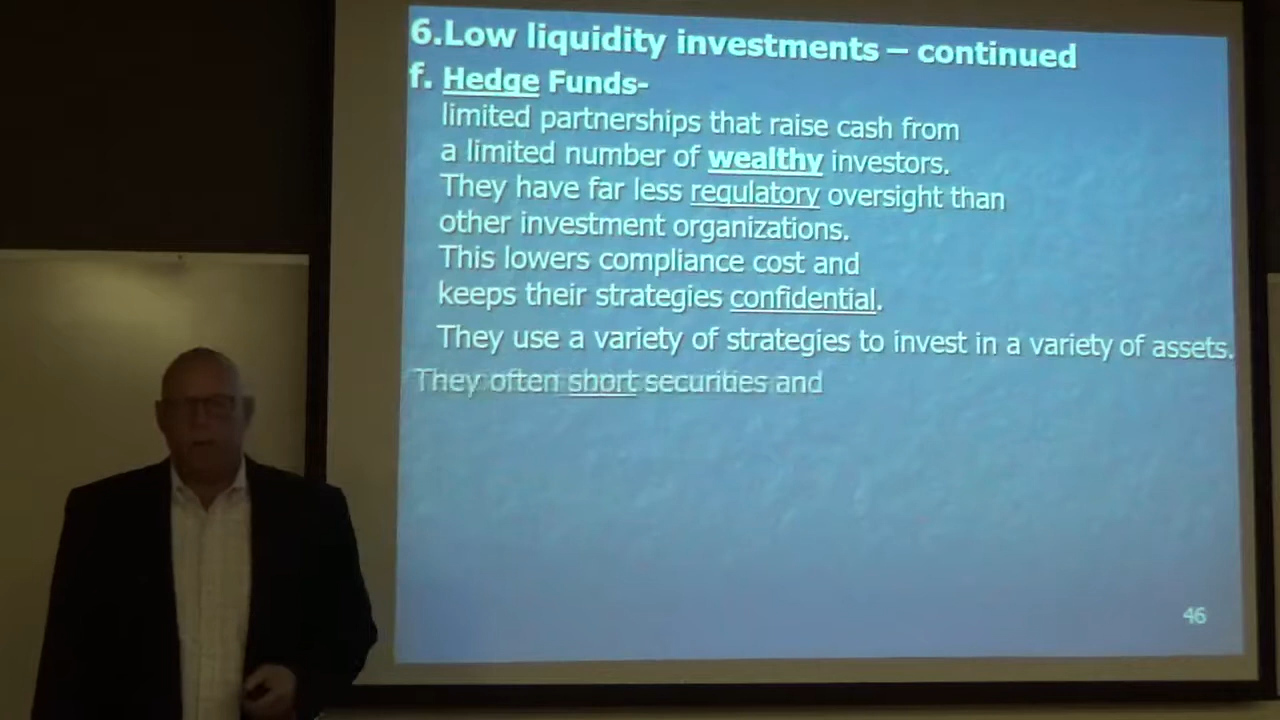 6.Low liquidity investments – continued
f. Hedge Funds-
limited partnerships that raise cash from
a limited number of wealthy investors.
They have far less regulatory oversight than
other investment organizations.
This lowers compliance cost and
keeps their strategies confidential.
They use a variety of strategies to invest in a variety of assets.
They often short securities and
46